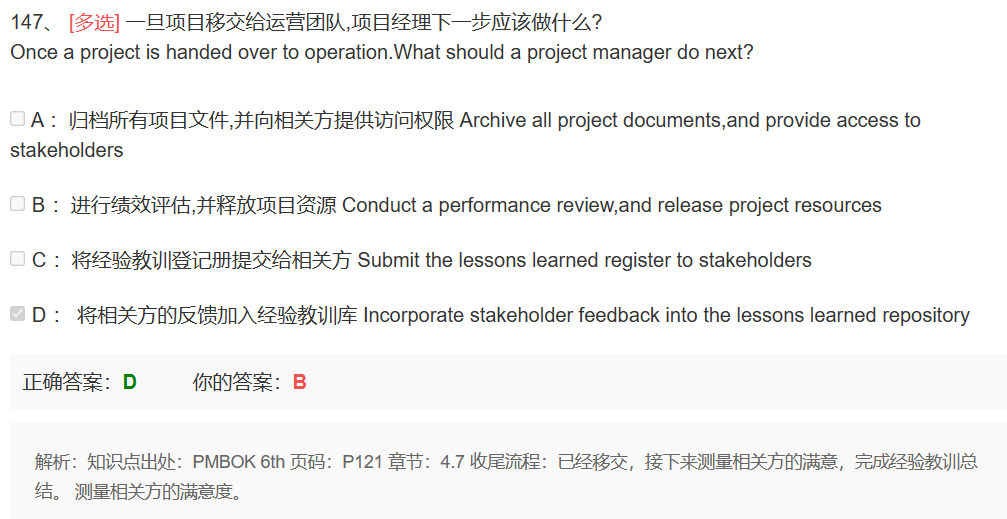 147、 [多选] 一旦项目移交给运营团队,项目经理下一步应该做什么?
Once a project is handed over to operation.What should a project manager do next?
A： 归档所有项目文件,并向相关方提供访问权限 Archive all project documents,and provide access to
stakeholders
B： 进行绩效评估,并释放项目资源 Conduct a performance review,and release project resources
C： 将经验教训登记册提交给相关方 Submit the lessons learned register to stakeholders
D： 将相关方的反馈加入经验教训库 Incorporate stakeholder feedback into the lessons learned repository
正确答案：D 你的答案：B
解析：知识点出处：PMBOK 6th 页码：P121 章节：4.7 收尾流程：已经移交，接下来测量相关方的满意，完成经验教训总
结。 测量相关方的满意度。